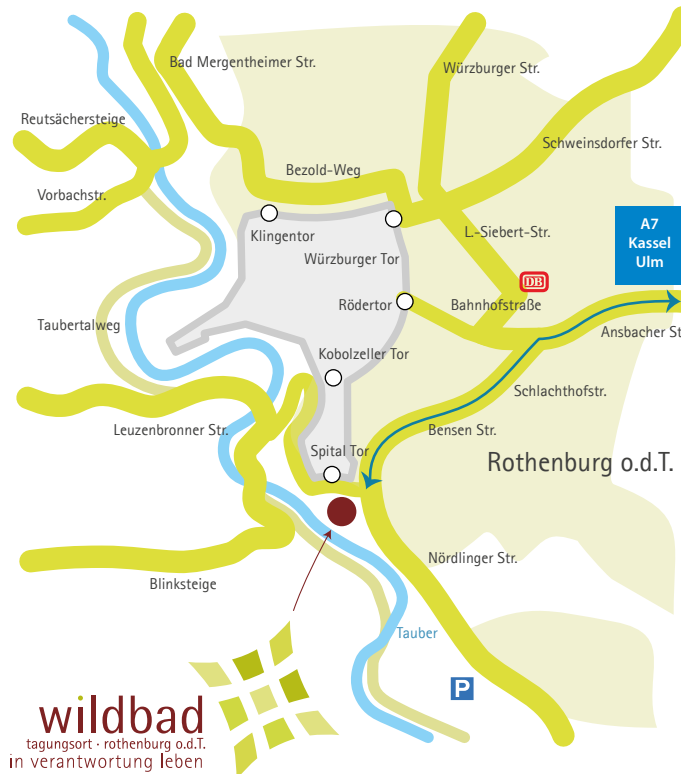 Bad Mergentheimer Str.
Würzburger Str.
Reutsächersteige
Schweinsdorfer Str.
Bezold-Weg
Vorbachstr.
A7
Kassel
Ulm
Klingentor
L.-Siebert-Str.
Würzburger Tor
DB
Rödertor
Bahnhofstraße
Taubertalweg
Ansbacher St
Kobolzeller Tor
Schlachthofstr.
Leuzenbronner Str.
Bensen Str.
Spital Tor
Rothenburg o.d.T.
Nördlinger Str.
Blinksteige
Tauber
P
wildbad
tagungsort · rothenburg o.d.T.
in verantwortung leben